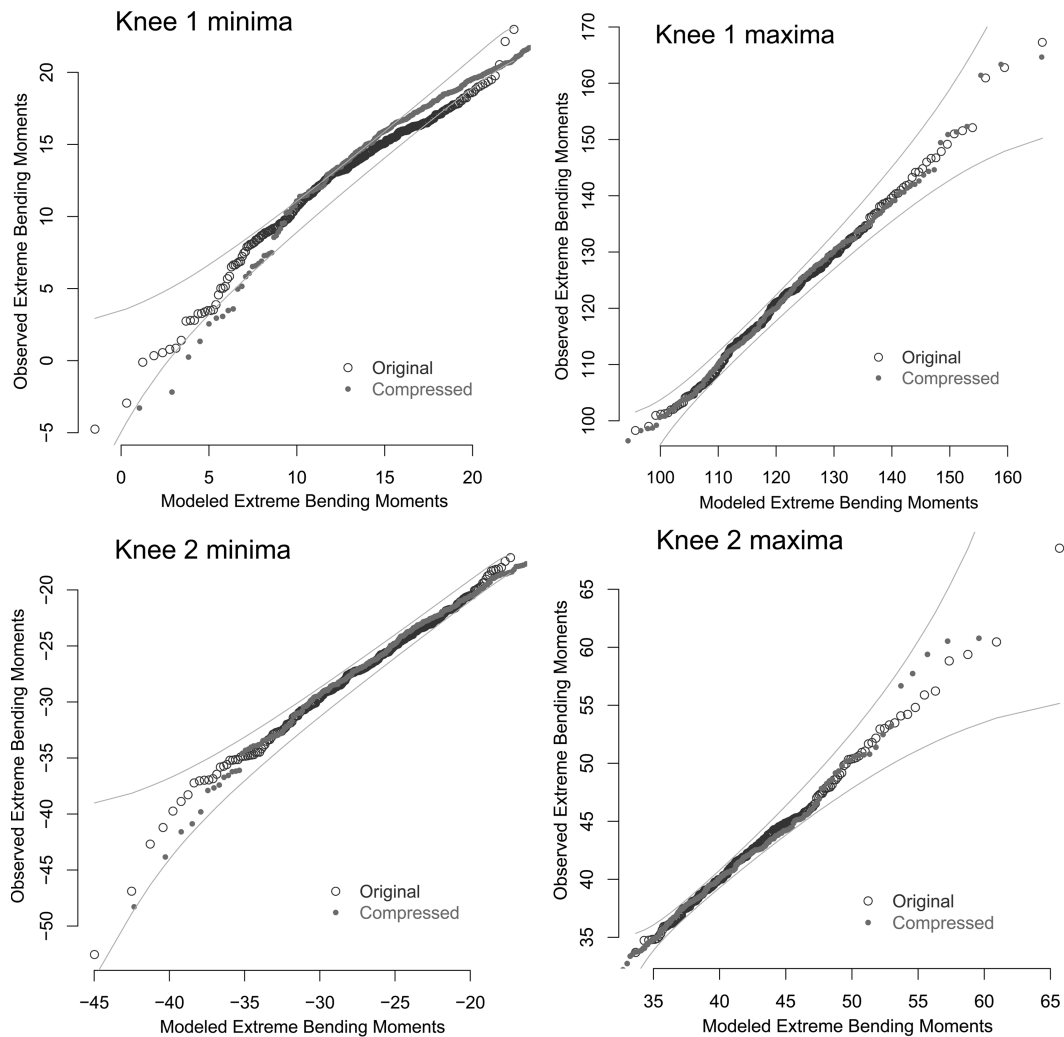 Knee 1 minima
Observed Extreme Bending Moments
20
15
10
5
0
−5
Original
Compressed
0 5 10 15 20
Modeled Extreme Bending Moments
Knee 1 maxima
Observed Extreme Bending Moments
170
160
150
140
130
120
110
100
Original
Compressed
100 110 120 130 140 150 160
Modeled Extreme Bending Moments
Knee 2 minima
Observed Extreme Bending Moments
−20
−25
−30
−35
−40
−45
−50
Original
Compressed
−45 −40 −35 −30 −25 −20
Modeled Extreme Bending Moments
Knee 2 maxima
Observed Extreme Bending Moments
65
60
55
50
45
40
35
Original
Compressed
35 40 45 50 55 60 65
Modeled Extreme Bending Moments